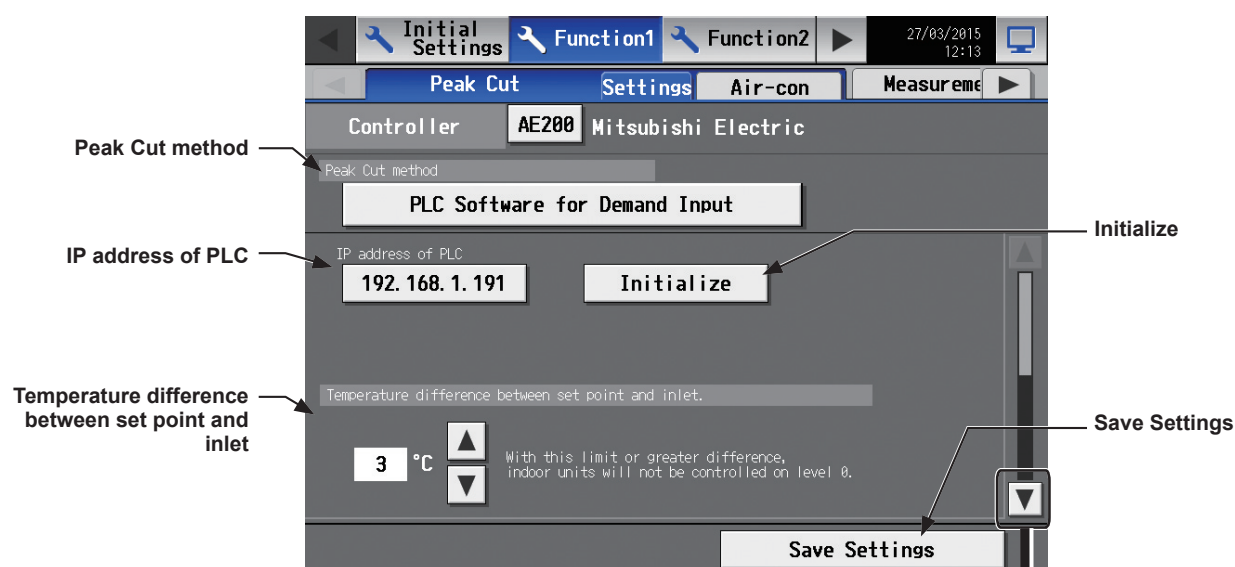 Initial Settings
Function1
Function2
27/03/2015
12:13
Peak Cut
Settings
Air-con
Measureme
Controller
AE200
Mitsubishi Electric
Peak Cut method
Peak Cut method
PLC Software for Demand Input
Initialize
IP address of PLC
IP address of PLC
192.168.1.191
Initialize
Temperature difference
between set point and
inlet
Temperature difference between set point and inlet.
3 °C
With this limit or greater difference,
indoor units will not be controlled on level 0.
Save Settings
Save Settings